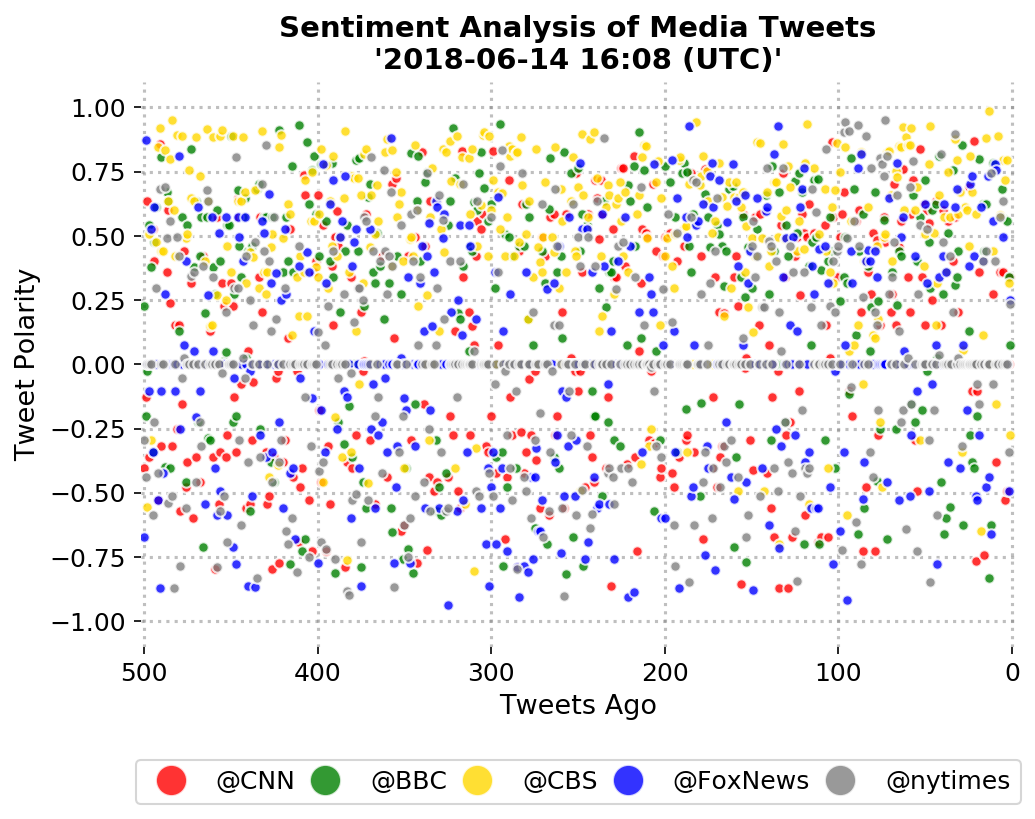 Sentiment Analysis of Media Tweets
'2018-06-14 16:08 (UTC)'
1.00
0.75
0.50
0.25
0.00
−0.25
−0.50
−0.75
−1.00
Tweet Polarity
500 400 300 200 100 0
Tweets Ago
@CNN @BBC @CBS @FoxNews @nytimes